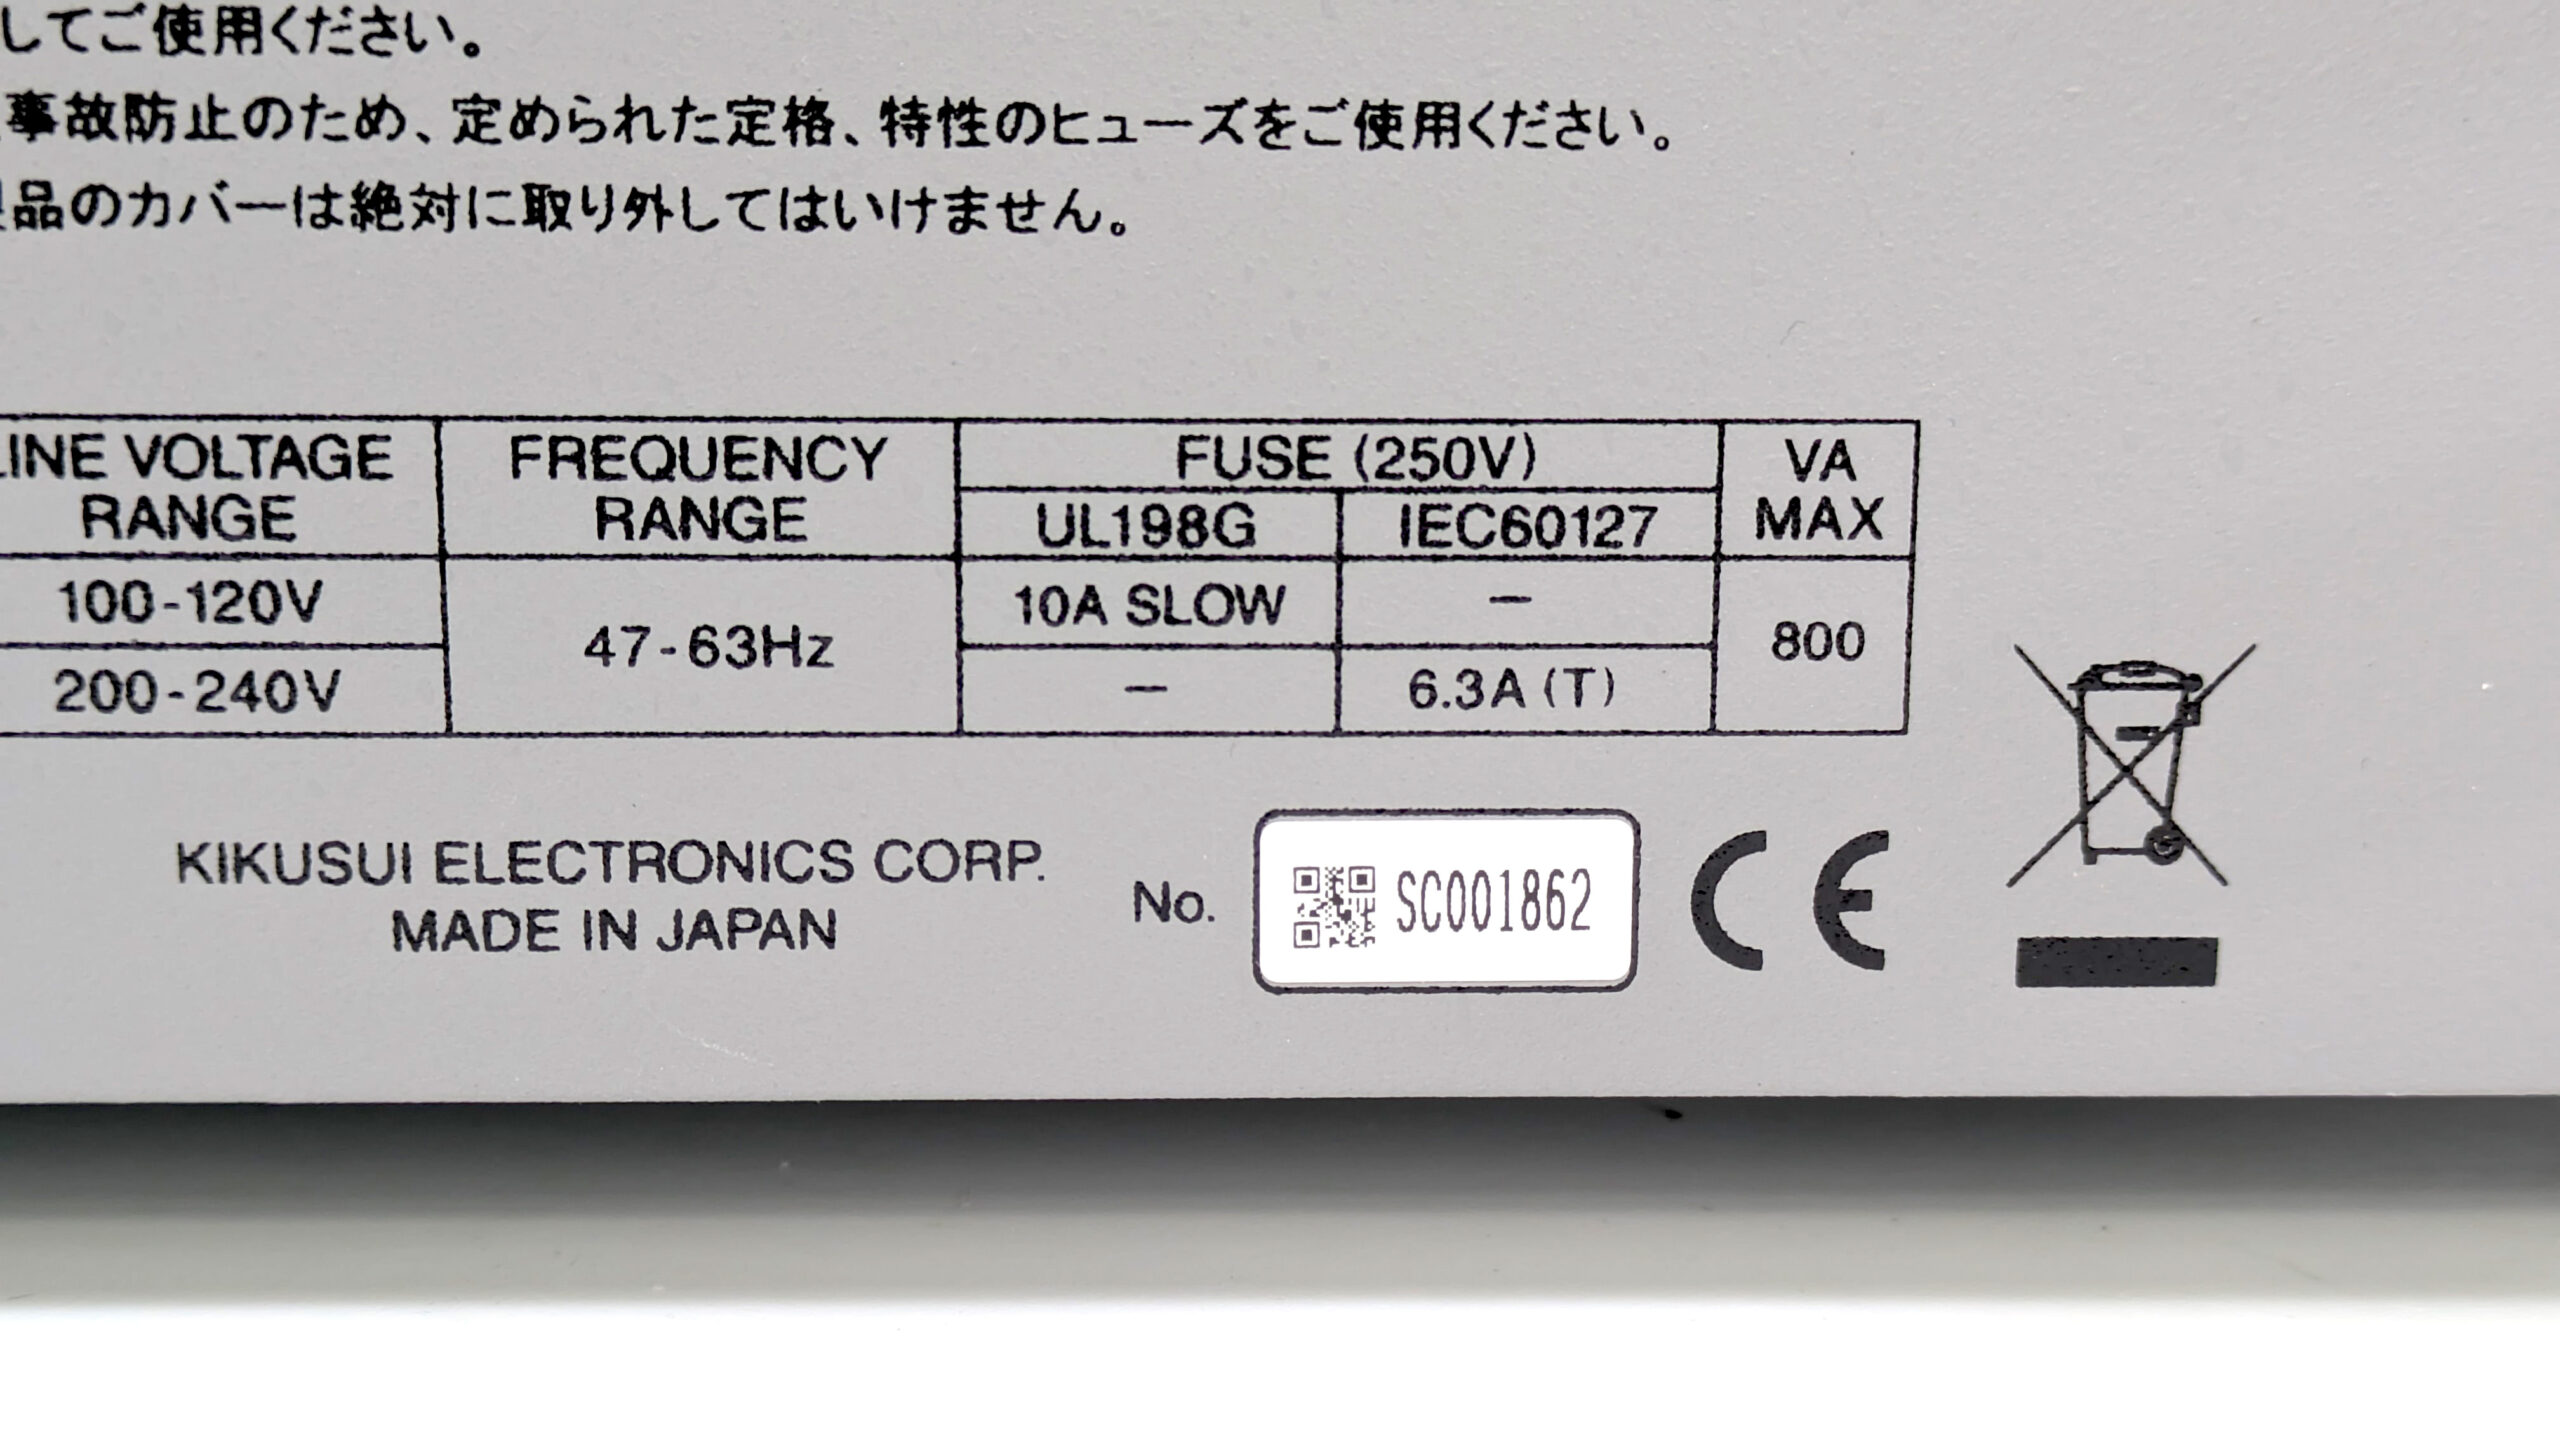 してご使用ください。
事故防止のため、定められた定格、特性のヒューズをご使用ください。
品のカバーは絶対に取り外してはいけません。
LINE VOLTAGE RANGE FREQUENCY RANGE FUSE (250V) VA MAX
UL198G IEC60127
100-120V 47-63Hz 10A SLOW – 800
200-240V – 6.3A (T)
KIKUSUI ELECTRONICS CORP.
MADE IN JAPAN
No. SC001862
CE